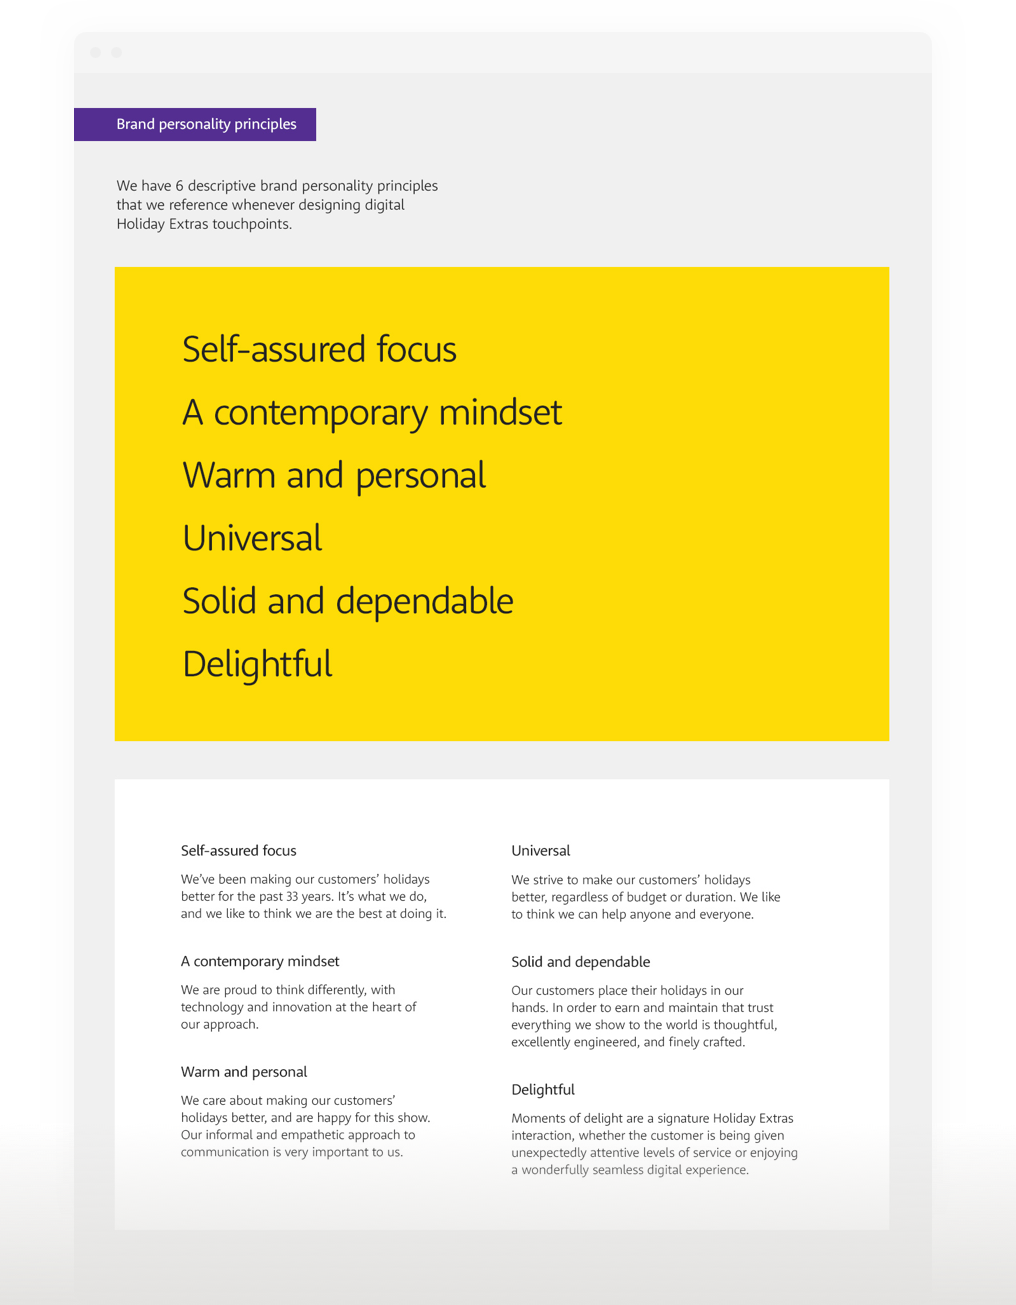 Brand personality principles
We have 6 descriptive brand personality principles
that we reference whenever designing digital
Holiday Extras touchpoints.
Self-assured focus
A contemporary mindset
Warm and personal
Universal
Solid and dependable
Delightful
Self-assured focus
We’ve been making our customers’ holidays
better for the past 33 years. It’s what we do,
and we like to think we are the best at doing it.
A contemporary mindset
We are proud to think differently, with
technology and innovation at the heart of
our approach.
Warm and personal
We care about making our customers’
holidays better, and are happy for this show.
Our informal and empathetic approach to
communication is very important to us.
Universal
We strive to make our customers’ holidays
better, regardless of budget or duration. We like
to think we can help anyone and everyone.
Solid and dependable
Our customers place their holidays in our
hands. In order to earn and maintain that trust
everything we show to the world is thoughtful,
excellently engineered, and finely crafted.
Delightful
Moments of delight are a signature Holiday Extras
interaction, whether the customer is being given
unexpectedly attentive levels of service or enjoying
a wonderfully seamless digital experience.